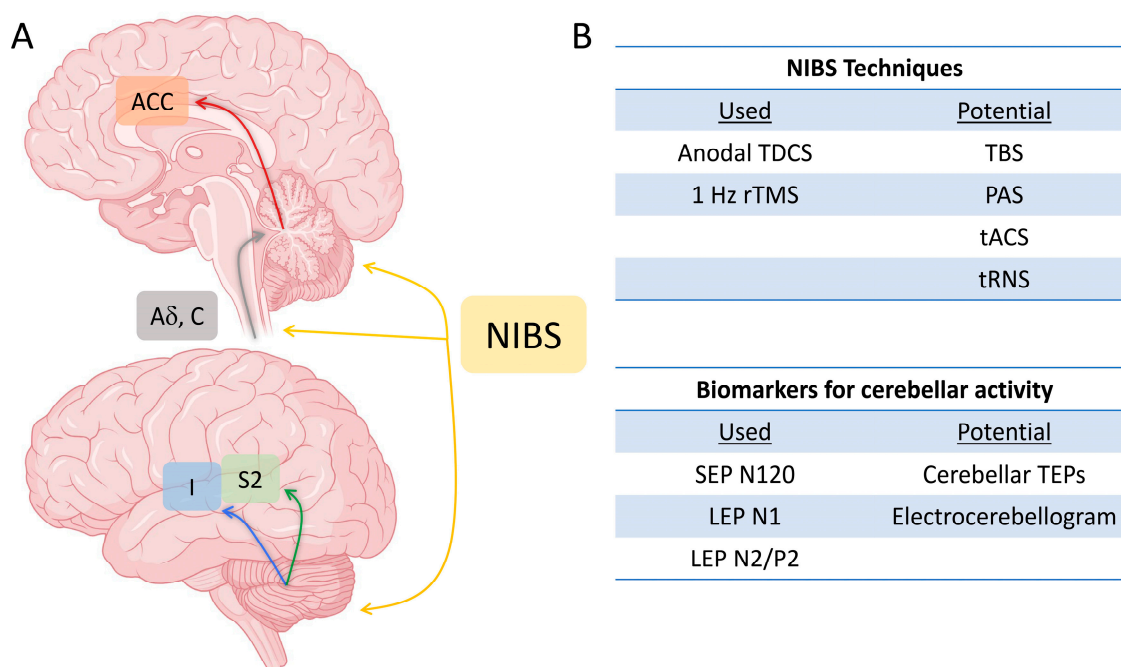 A
ACC
Aδ, C
NIBS
I
S2
B
NIBS Techniques
Used Potential
Anodal TDCS TBS
1 Hz rTMS PAS
tACS
tRNS
Biomarkers for cerebellar activity
Used Potential
SEP N120 Cerebellar TEPs
LEP N1 Electrocerebellogram
LEP N2/P2